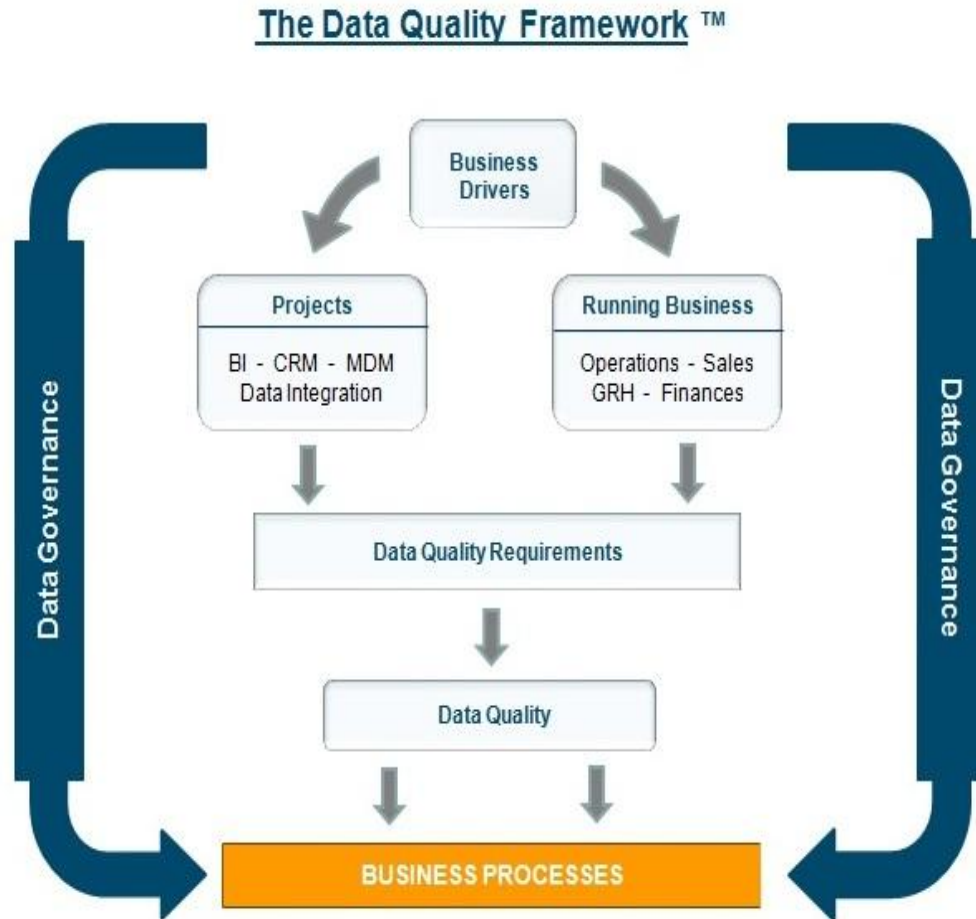 The Data Quality Framework ™
Business
Drivers
Projects
BI - CRM - MDM
Data Integration
Running Business
Operations - Sales
GRH - Finances
Data Governance
Data Governance
Data Quality Requirements
Data Quality
BUSINESS PROCESSES